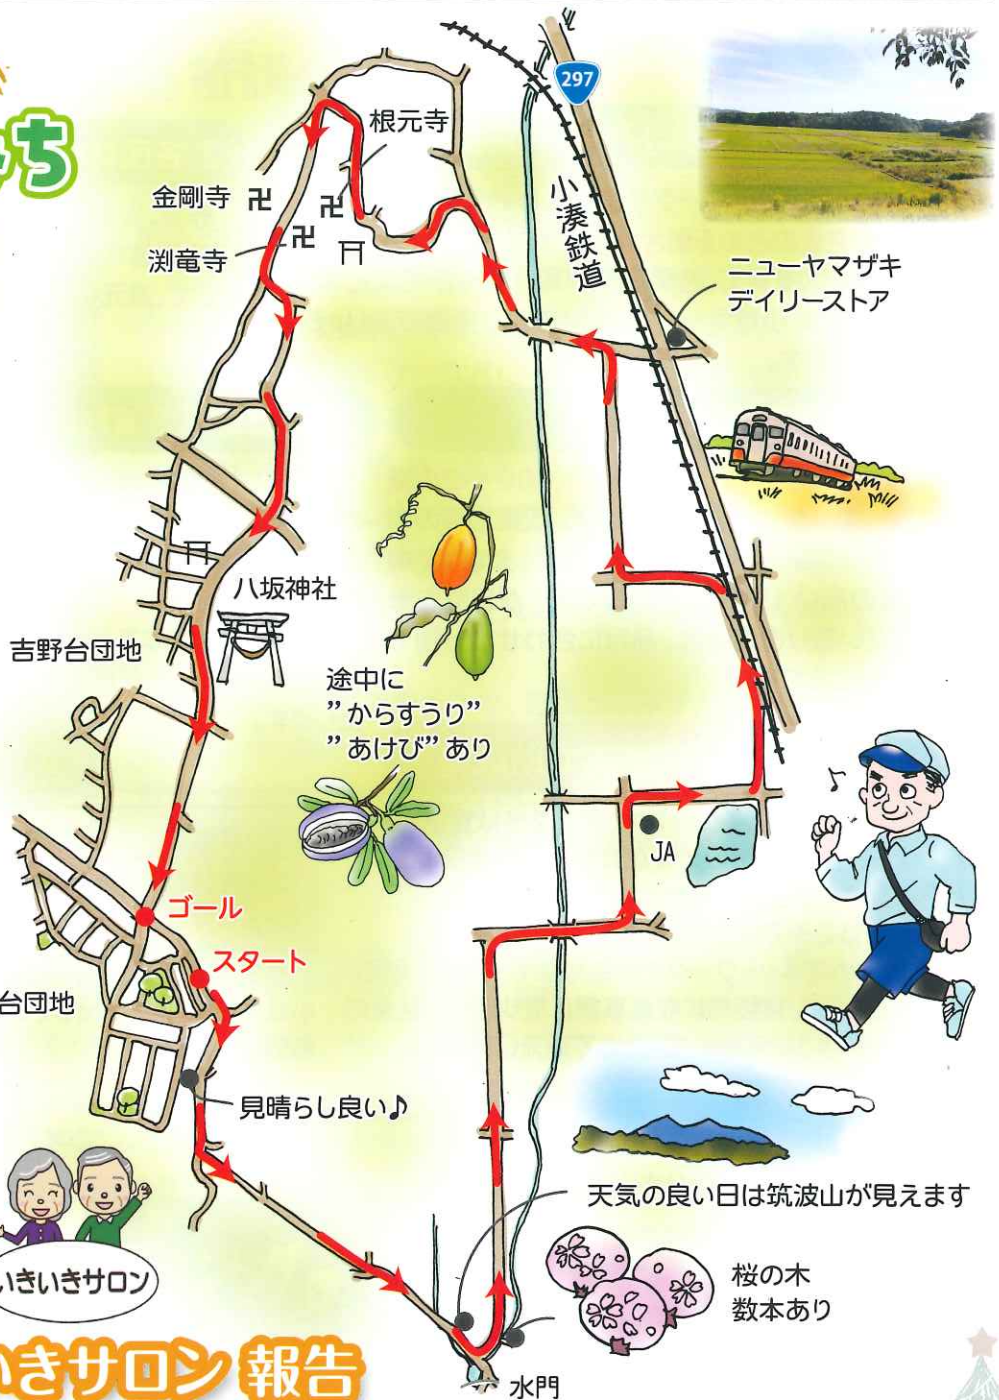 ち
297
根元寺
小湊鉄道
金剛寺
渕竜寺
ニューヤマザキ
デイリーストア
八坂神社
吉野台団地
途中に
”からすうり”
”あけび”あり
JA
ゴール
スタート
台団地
見晴らし良い♪
天気の良い日は筑波山が見えます
いきいきサロン
桜の木
数本あり
いきサロン 報告
水門